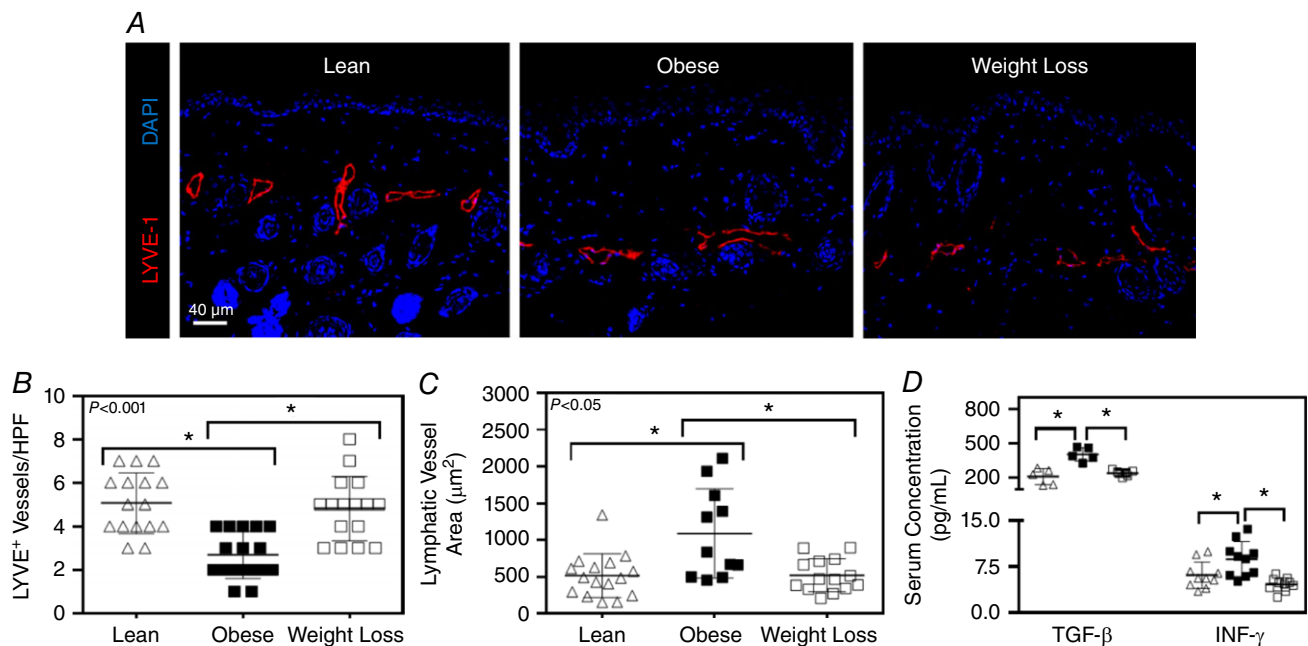 A
DAPI
LYVE-1
Lean
Obese
Weight Loss
40 μm
B
P<0.001
*
*
LYVE⁺ Vessels/HPF
10
8
6
4
2
0
Lean
Obese
Weight Loss
C
P<0.05
*
*
Lymphatic Vessel
Area (μm²)
3000
2500
2000
1500
1000
500
0
Lean
Obese
Weight Loss
D
Serum Concentration
(pg/mL)
800
500
200
15.0
7.5
0.0
*
*
*
*
TGF-β
INF-γ